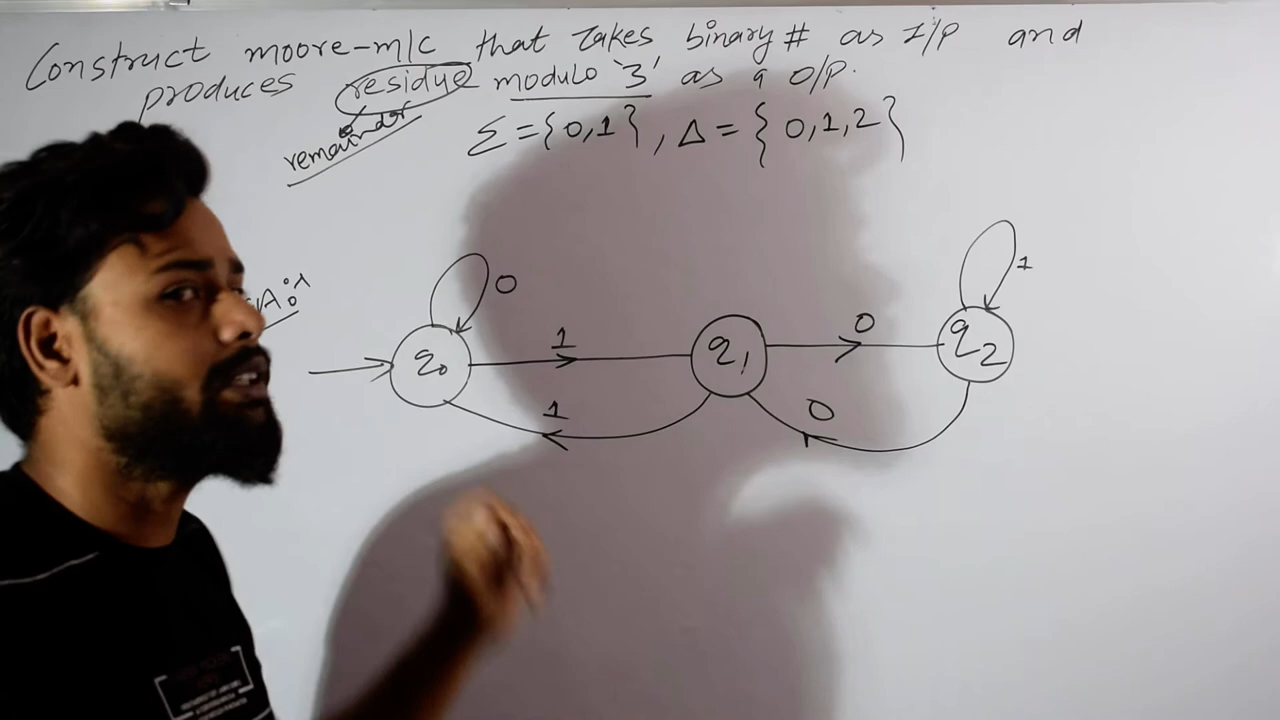 Construct moore-m/c that takes binary # as I/P and
produces residue modulo '3' as a O/P.
remainder
Σ = {0,1}, Δ = {0,1,2}
0
1
1
0
q0
q1
q2
1
0